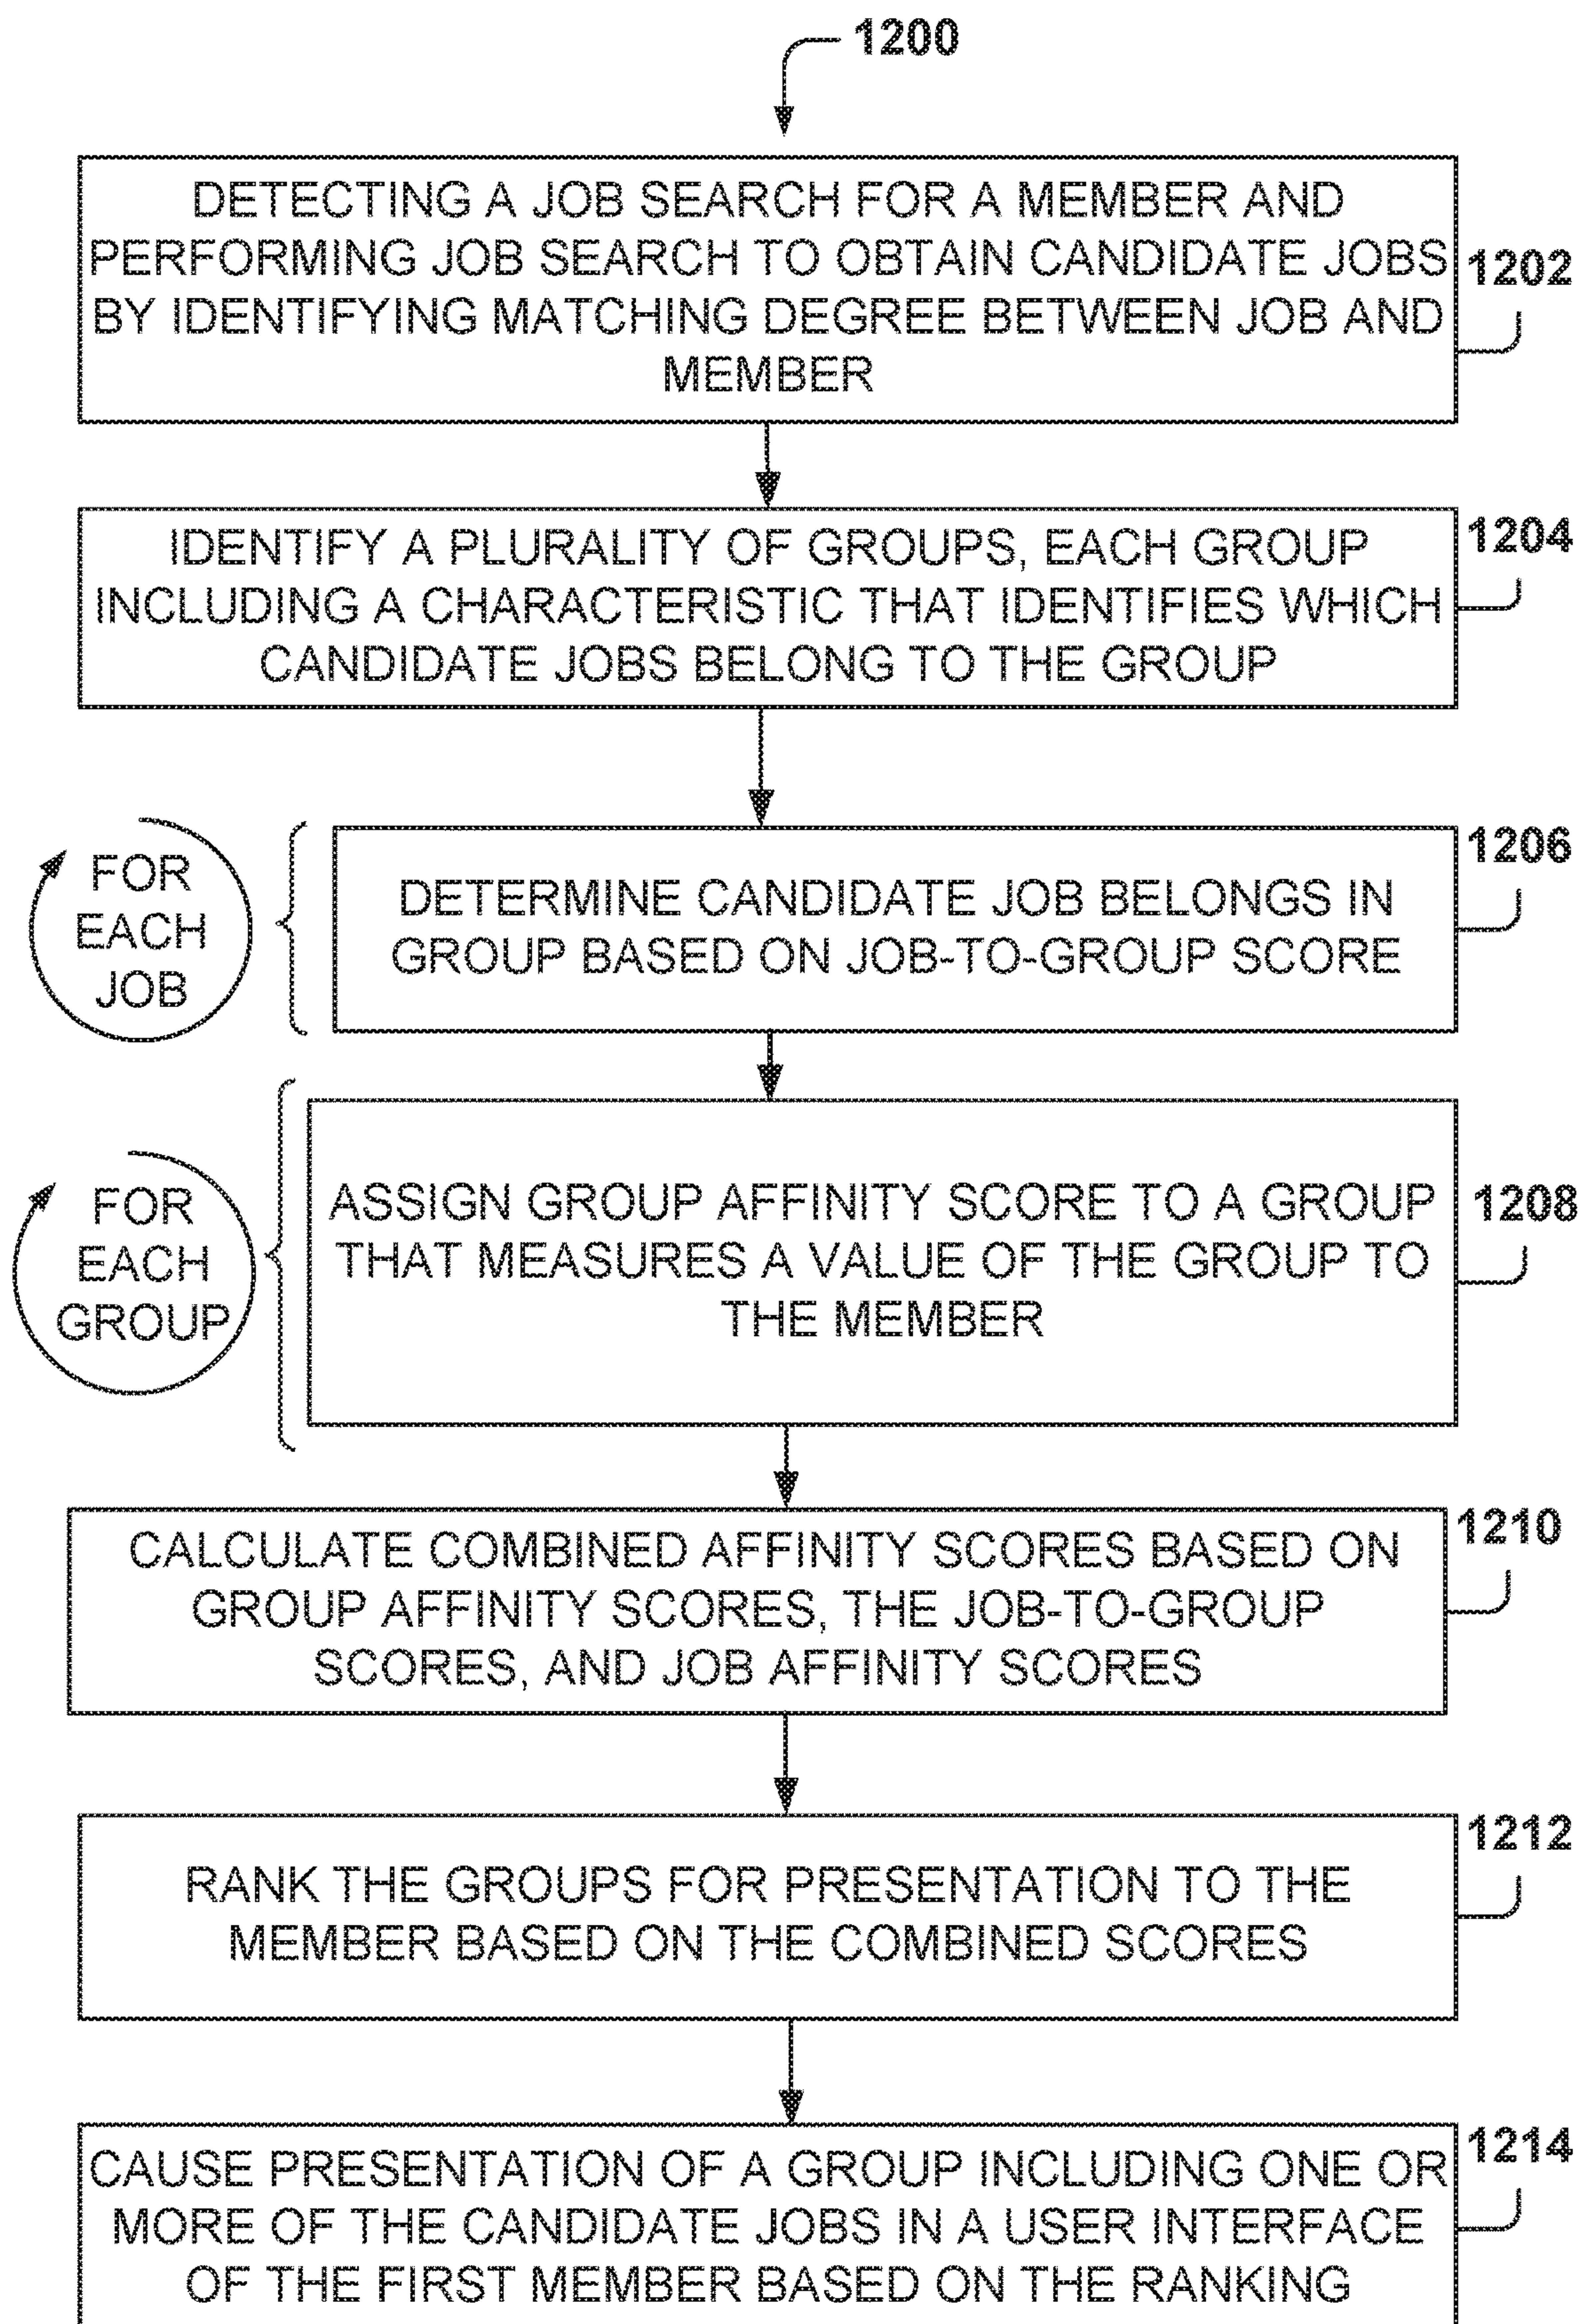 1200
DETECTING A JOB SEARCH FOR A MEMBER AND
PERFORMING JOB SEARCH TO OBTAIN CANDIDATE JOBS
BY IDENTIFYING MATCHING DEGREE BETWEEN JOB AND
MEMBER
1202
IDENTIFY A PLURALITY OF GROUPS, EACH GROUP
INCLUDING A CHARACTERISTIC THAT IDENTIFIES WHICH
CANDIDATE JOBS BELONG TO THE GROUP
1204
FOR
EACH
JOB
DETERMINE CANDIDATE JOB BELONGS IN
GROUP BASED ON JOB-TO-GROUP SCORE
1206
FOR
EACH
GROUP
ASSIGN GROUP AFFINITY SCORE TO A GROUP
THAT MEASURES A VALUE OF THE GROUP TO
THE MEMBER
1208
CALCULATE COMBINED AFFINITY SCORES BASED ON
GROUP AFFINITY SCORES, THE JOB-TO-GROUP
SCORES, AND JOB AFFINITY SCORES
1210
RANK THE GROUPS FOR PRESENTATION TO THE
MEMBER BASED ON THE COMBINED SCORES
1212
CAUSE PRESENTATION OF A GROUP INCLUDING ONE OR
MORE OF THE CANDIDATE JOBS IN A USER INTERFACE
OF THE FIRST MEMBER BASED ON THE RANKING
1214